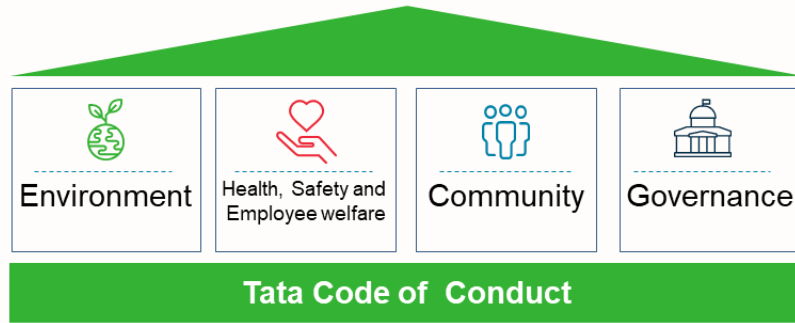 Environment
Health, Safety and
Employee welfare
Community
Governance
Tata Code of Conduct